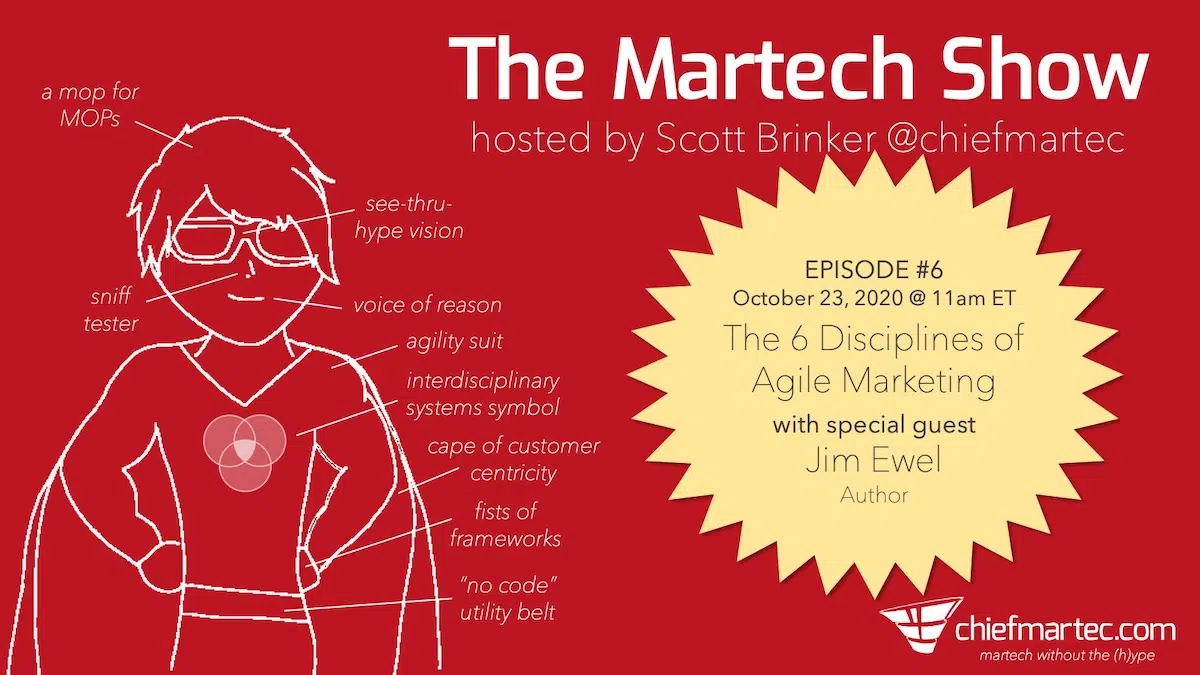 The Martech Show
hosted by Scott Brinker @chiefmartec
a mop for
MOPs
see-thru-
hype vision
sniff
tester
voice of reason
agility suit
interdisciplinary
systems symbol
cape of customer
centricity
fists of
frameworks
"no code"
utility belt
EPISODE #6
October 23, 2020 @ 11am ET
The 6 Disciplines of
Agile Marketing
with special guest
Jim Ewel
Author
chiefmartec.com
martech without the (h)ype